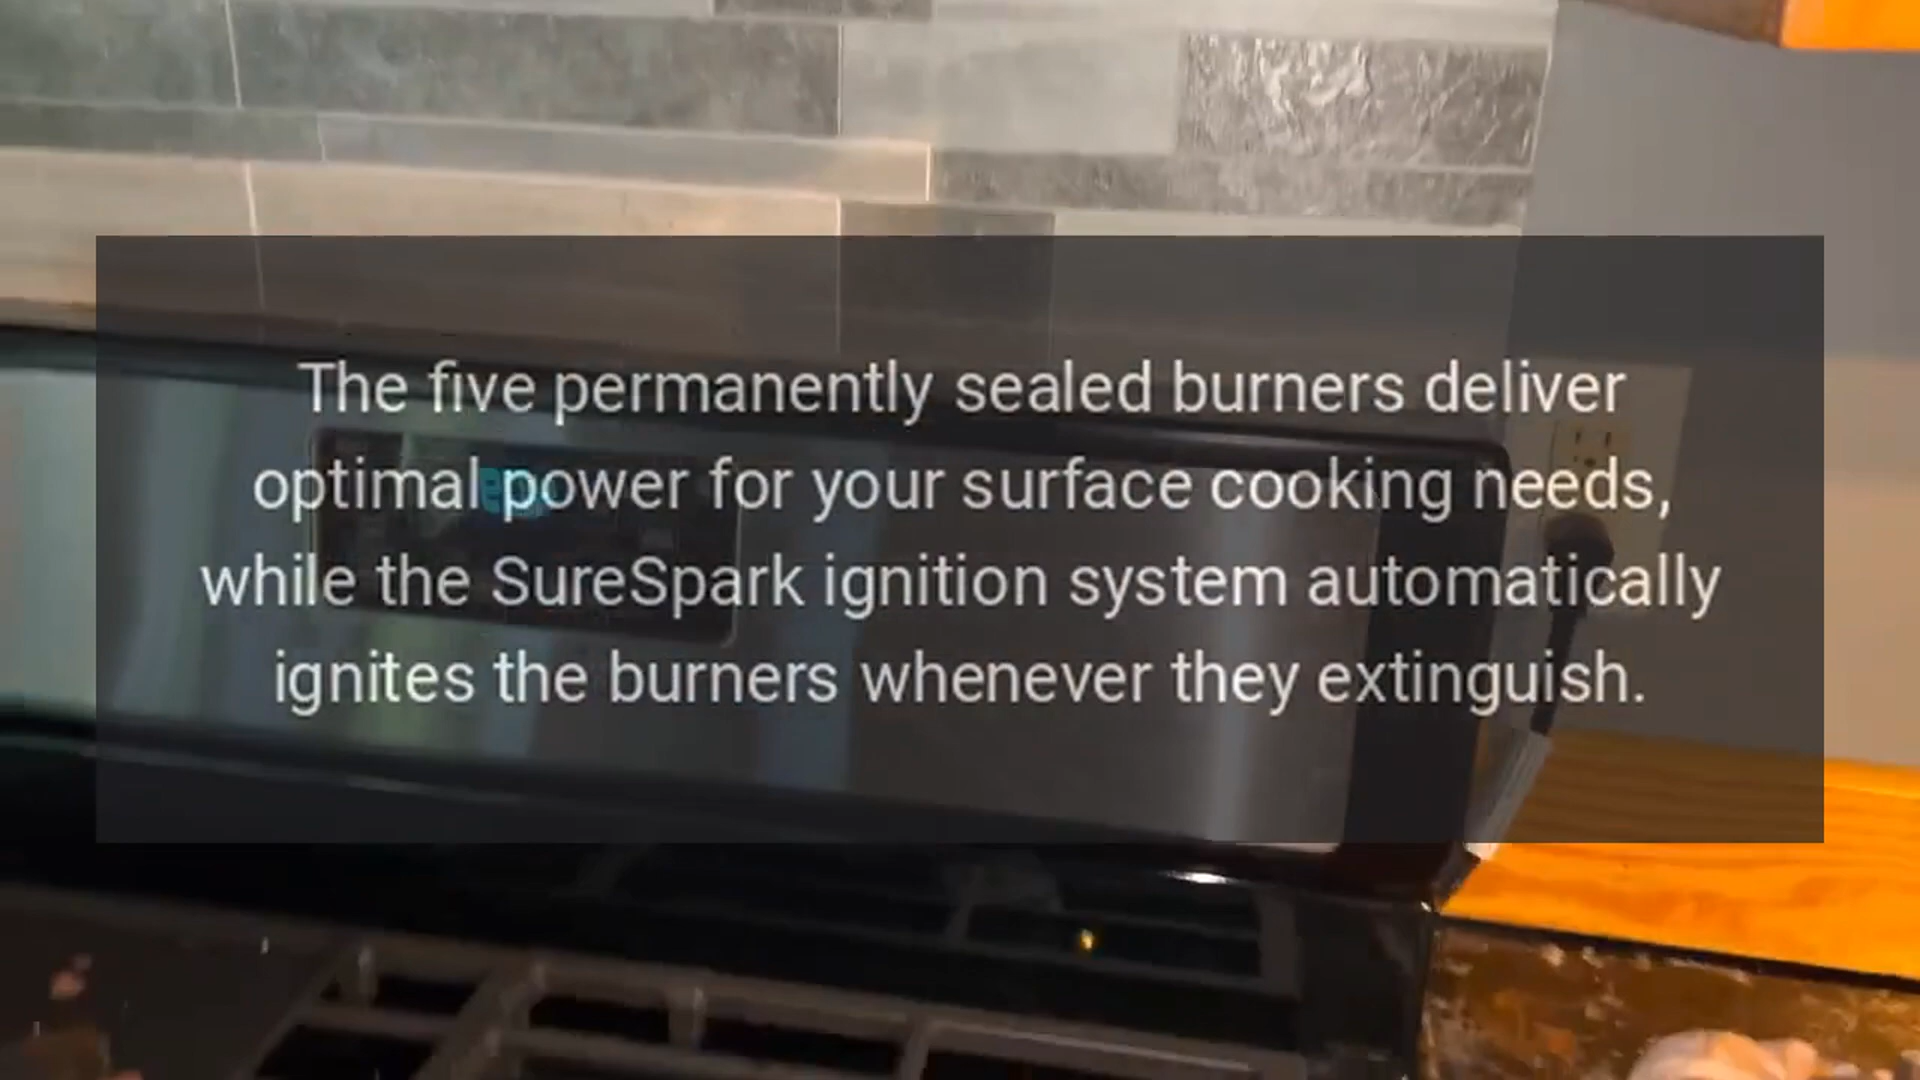 The five permanently sealed burners deliver
optimal power for your surface cooking needs,
while the SureSpark ignition system automatically
ignites the burners whenever they extinguish.